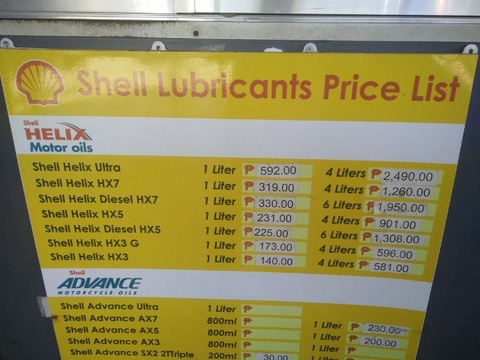 Shell Lubricants Price List
Shell
HELIX
Motor oils
Shell Helix Ultra 1 Liter ₱ 592.00 4 Liters ₱ 2,490.00
Shell Helix HX7 1 Liter ₱ 319.00 4 Liters ₱ 1,260.00
Shell Helix Diesel HX7 1 Liter ₱ 330.00 6 Liters ₱ 1,950.00
Shell Helix HX5 1 Liter ₱ 231.00 4 Liters ₱ 901.00
Shell Helix Diesel HX5 1 Liter ₱ 225.00 6 Liters ₱ 1,308.00
Shell Helix HX3 G 1 Liter ₱ 173.00 4 Liters ₱ 596.00
Shell Helix HX3 1 Liter ₱ 140.00 4 Liters ₱ 581.00
Shell
ADVANCE
MOTORCYCLE OILS
Shell Advance Ultra 1 Liter ₱
Shell Advance AX7 800ml ₱ 1 Liter ₱ 230.00
Shell Advance AX5 800ml ₱ 1 Liter ₱ 200.00
Shell Advance AX3 800ml ₱ 1 Liter ₱
Shell Advance SX2 2TTriple 200ml ₱ 30.00